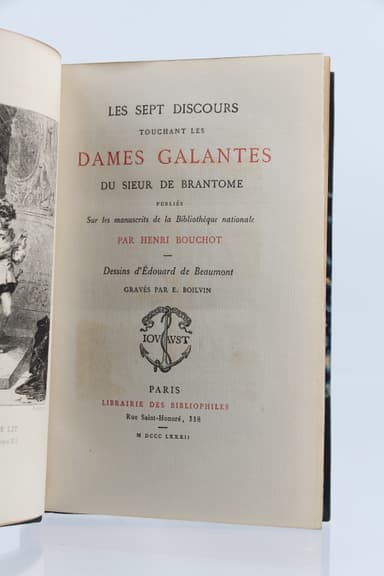 LES SEPT DISCOURS
TOUCHANT LES
DAMES GALANTES
DU SIEUR DE BRANTOME
PUBLIÉS
Sur les manuscrits de la Bibliothèque nationale
PAR HENRI BOUCHOT
—
Dessins d'Édouard de Beaumont
GRAVÉS PAR E. BOILVIN
IOVAVST
PARIS
LIBRAIRIE DES BIBLIOPHILES
Rue Saint-Honoré, 338
—
M DCCC LXXXII
LIT